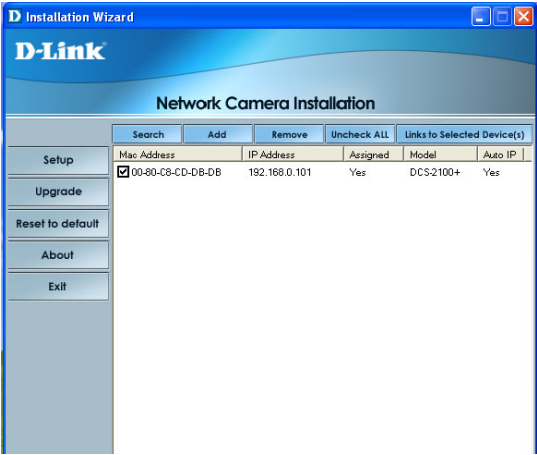 D Installation Wizard
D-Link
Network Camera Installation
Search Add Remove Uncheck ALL Links to Selected Device(s)
Mac Address IP Address Assigned Model Auto IP
00-80-C8-CD-DB-DB 192.168.0.101 Yes DCS-2100+ Yes
Setup
Upgrade
Reset to default
About
Exit